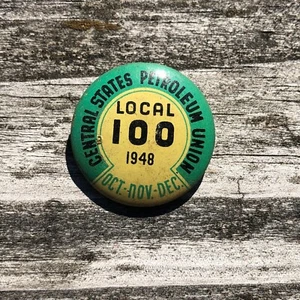 CENTRAL STATES PETROLEUM UNION
LOCAL
100
1948
OCT-NOV-DEC